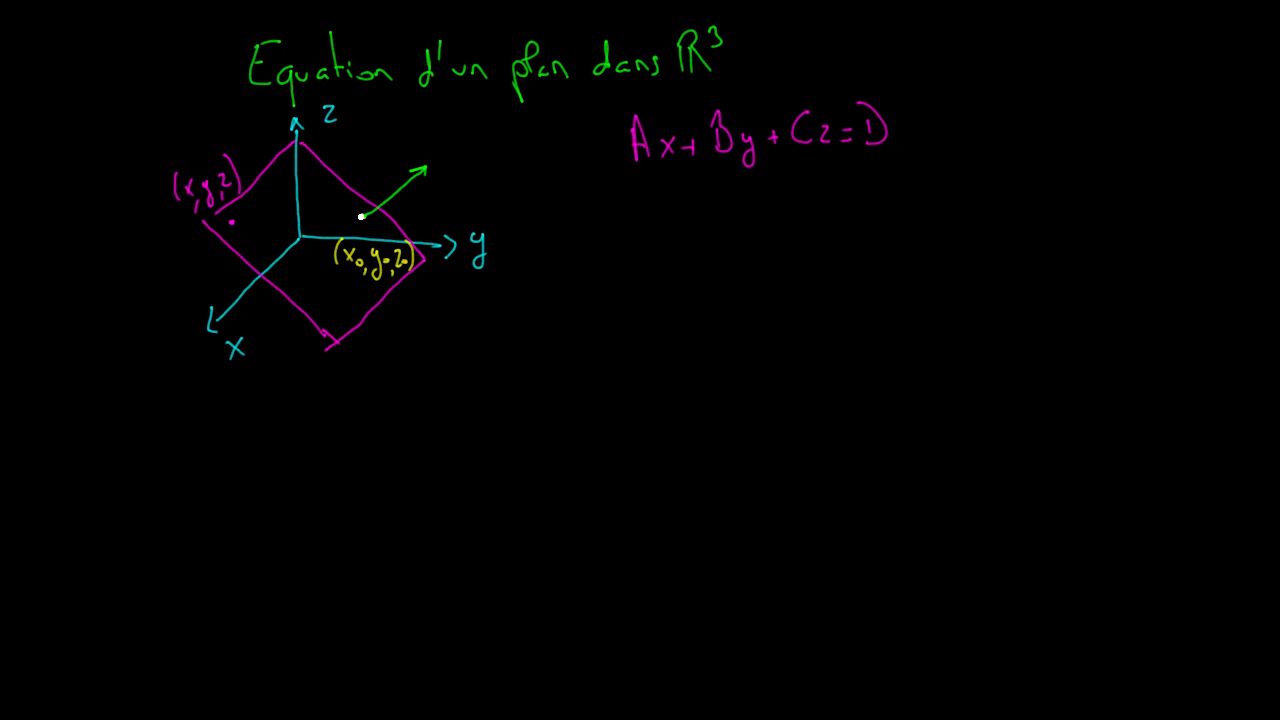 Equation d'un plan dans ℝ³
z
Ax + By + Cz = D
(x, y, z)
(x₀, y₀, z₀)
y
x